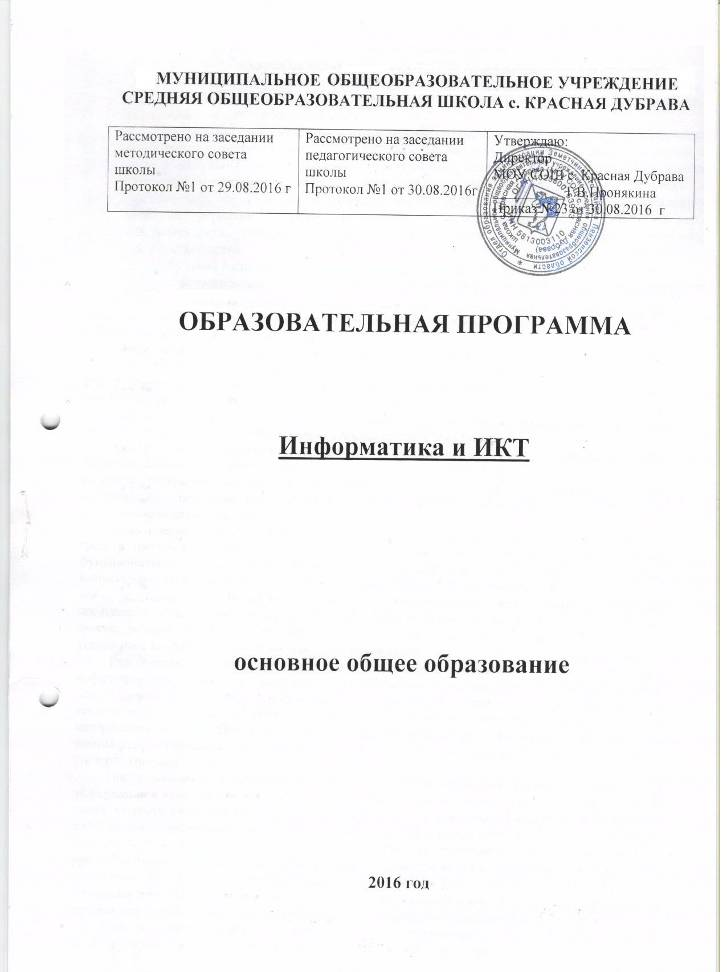 МУНИЦИПАЛЬНОЕ ОБЩЕОБРАЗОВАТЕЛЬНОЕ УЧРЕЖДЕНИЕ
СРЕДНЯЯ ОБЩЕОБРАЗОВАТЕЛЬНАЯ ШКОЛА с. КРАСНАЯ ДУБРАВА
Рассмотрено на заседании
методического совета
школы
Протокол №1 от 29.08.2016 г
Рассмотрено на заседании
педагогического совета
школы
Протокол №1 от 30.08.2016г
Утверждаю:
Директор
МОУ СОШ с. Красная Дубрава
Т.В.Пронякина
Приказ от 30.08.2016 г
ОБРАЗОВАТЕЛЬНАЯ ПРОГРАММА
Информатика и ИКТ
основное общее образование
2016 год